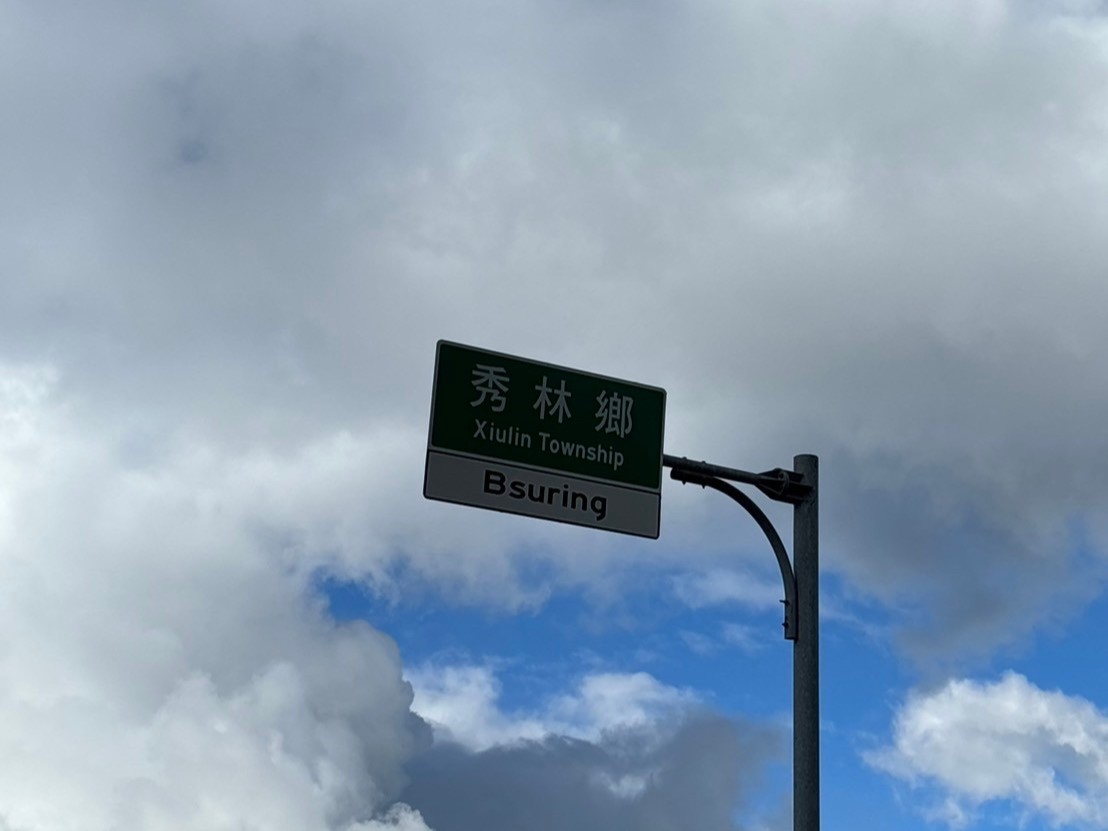 秀林鄉
Xiulin Township
Bsuring